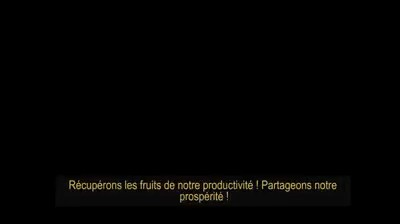 Récupérons les fruits de notre productivité ! Partageons notre
prospérité !